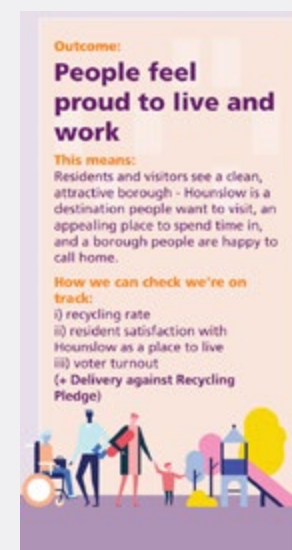 Outcome:
People feel
proud to live and
work
This means:
Residents and visitors see a clean,
attractive borough - Hounslow is a
destination people want to visit, an
appealing place to spend time in,
and a borough people are happy to
call home.
How we can check we're on
track:
i) recycling rate
ii) resident satisfaction with
Hounslow as a place to live
iii) voter turnout
(+ Delivery against Recycling
Pledge)